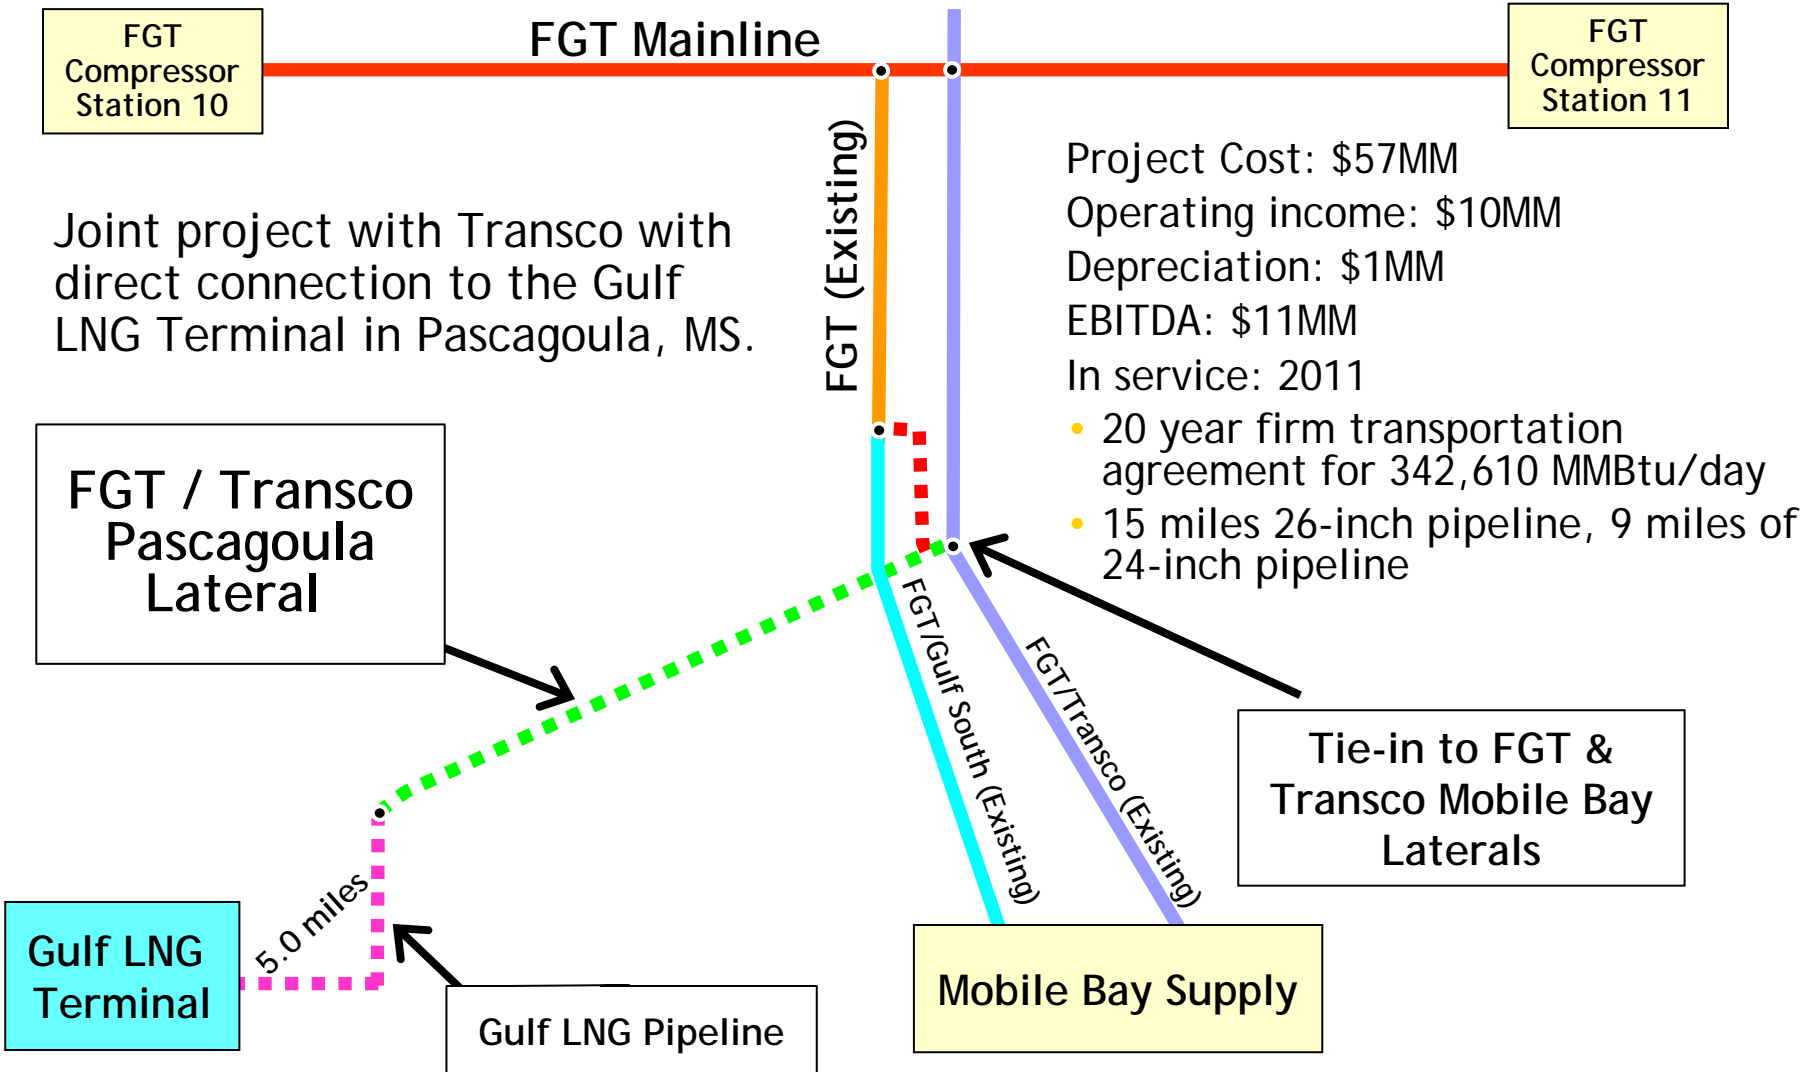 FGT
Compressor
Station 10
FGT Mainline
FGT
Compressor
Station 11
Joint project with Transco with
direct connection to the Gulf
LNG Terminal in Pascagoula, MS.
FGT (Existing)
Project Cost: $57MM
Operating income: $10MM
Depreciation: $1MM
EBITDA: $11MM
In service: 2011
• 20 year firm transportation
agreement for 342,610 MMBtu/day
• 15 miles 26-inch pipeline, 9 miles of
24-inch pipeline
FGT / Transco
Pascagoula
Lateral
FGT/Gulf South (Existing)
FGT/Transco (Existing)
Tie-in to FGT &
Transco Mobile Bay
Laterals
5.0 miles
Gulf LNG
Terminal
Gulf LNG Pipeline
Mobile Bay Supply